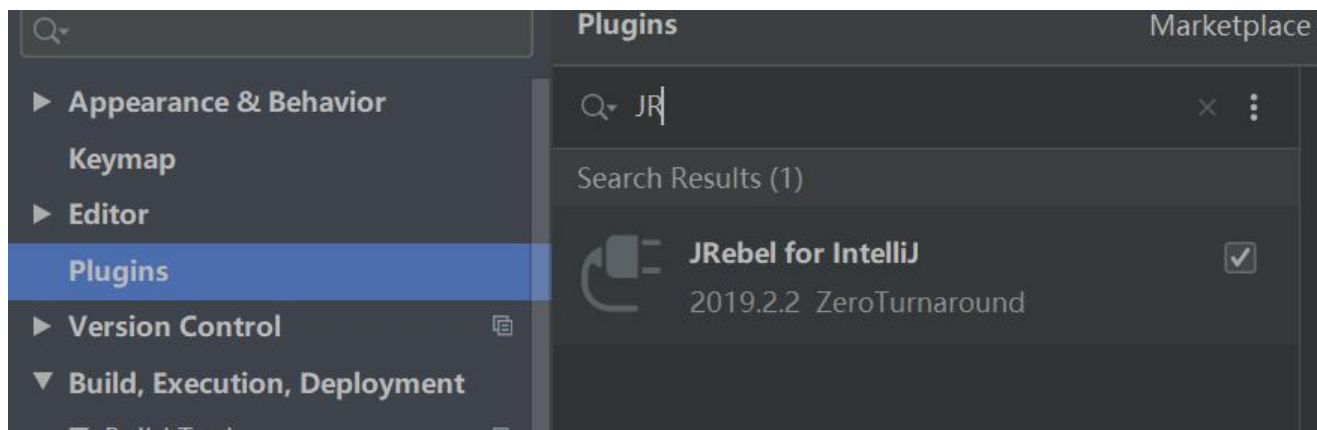 Plugins
Marketplace
Appearance & Behavior
Keymap
Editor
Plugins
Version Control
Build, Execution, Deployment
JR
Search Results (1)
JRebel for IntelliJ
2019.2.2 ZeroTurnaround